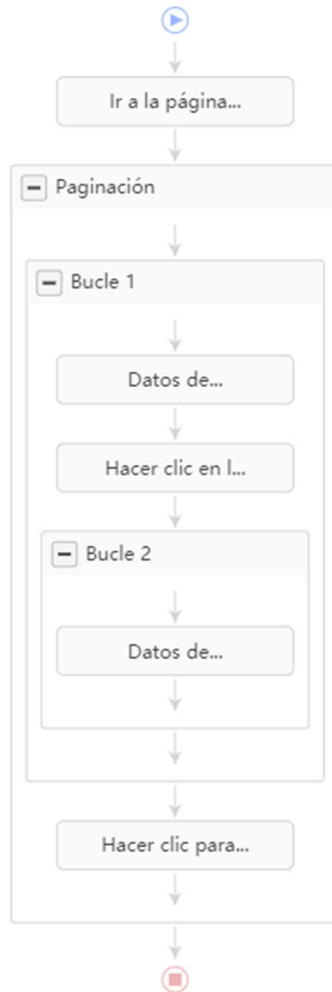 Ir a la página...
Paginación
Bucle 1
Datos de...
Hacer clic en l...
Bucle 2
Datos de...
Hacer clic para...